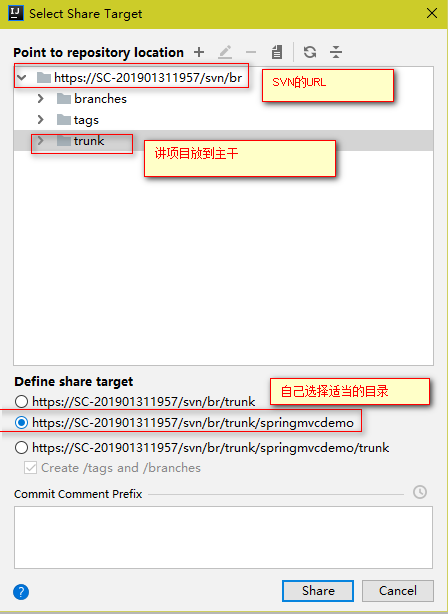 Select Share Target
Point to repository location
https://SC-201901311957/svn/br
SVN的URL
branches
tags
trunk
讲项目放到主干
Define share target
自己选择适当的目录
https://SC-201901311957/svn/br/trunk
https://SC-201901311957/svn/br/trunk/springmvcdemo
https://SC-201901311957/svn/br/trunk/springmvcdemo/trunk
Create /tags and /branches
Commit Comment Prefix
?
Share
Cancel